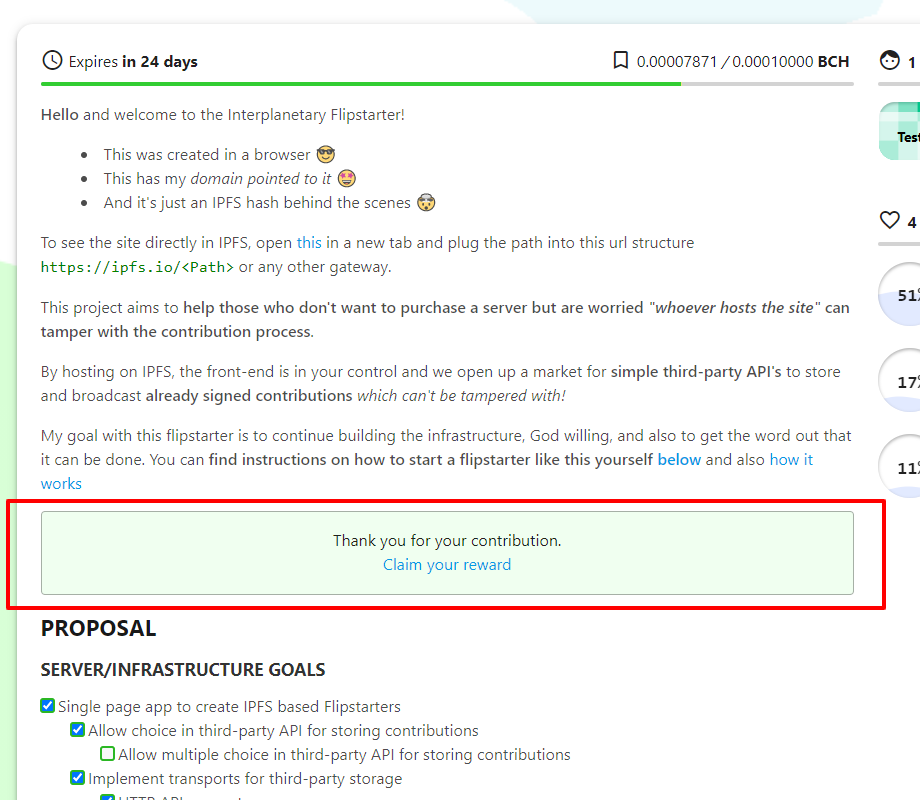 Expires in 24 days
0.00007871 / 0.00010000 BCH
1
Hello and welcome to the Interplanetary Flipstarter!
This was created in a browser 😎
This has my domain pointed to it 🤩
And it's just an IPFS hash behind the scenes 🤯
To see the site directly in IPFS, open this in a new tab and plug the path into this url structure
https://ipfs.io/<Path> or any other gateway.
This project aims to help those who don't want to purchase a server but are worried "whoever hosts the site" can
tamper with the contribution process.
By hosting on IPFS, the front-end is in your control and we open up a market for simple third-party API's to store
and broadcast already signed contributions which can't be tampered with!
My goal with this flipstarter is to continue building the infrastructure, God willing, and also to get the word out that
it can be done. You can find instructions on how to start a flipstarter like this yourself below and also how it
works
Thank you for your contribution.
Claim your reward
PROPOSAL
SERVER/INFRASTRUCTURE GOALS
Single page app to create IPFS based Flipstarters
Allow choice in third-party API for storing contributions
Allow multiple choice in third-party API for storing contributions
Implement transports for third-party storage
Test
4
51%
17%
11%